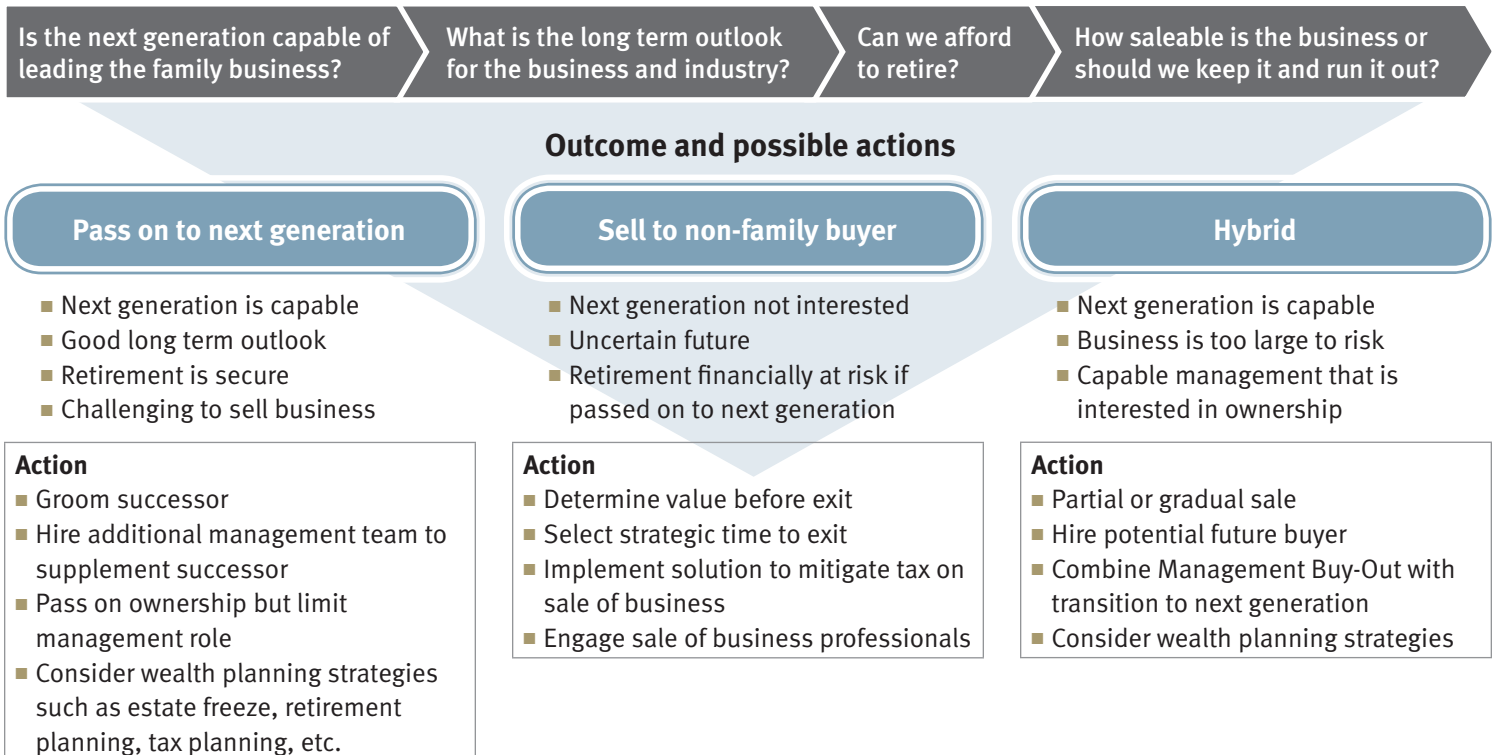 Is the next generation capable of
leading the family business?
What is the long term outlook
for the business and industry?
Can we afford
to retire?
How saleable is the business or
should we keep it and run it out?
Outcome and possible actions
Pass on to next generation
■ Next generation is capable
■ Good long term outlook
■ Retirement is secure
■ Challenging to sell business
Action
■ Groom successor
■ Hire additional management team to
supplement successor
■ Pass on ownership but limit
management role
■ Consider wealth planning strategies
such as estate freeze, retirement
planning, tax planning, etc.
Sell to non-family buyer
■ Next generation not interested
■ Uncertain future
■ Retirement financially at risk if
passed on to next generation
Action
■ Determine value before exit
■ Select strategic time to exit
■ Implement solution to mitigate tax on
sale of business
■ Engage sale of business professionals
Hybrid
■ Next generation is capable
■ Business is too large to risk
■ Capable management that is
interested in ownership
Action
■ Partial or gradual sale
■ Hire potential future buyer
■ Combine Management Buy-Out with
transition to next generation
■ Consider wealth planning strategies